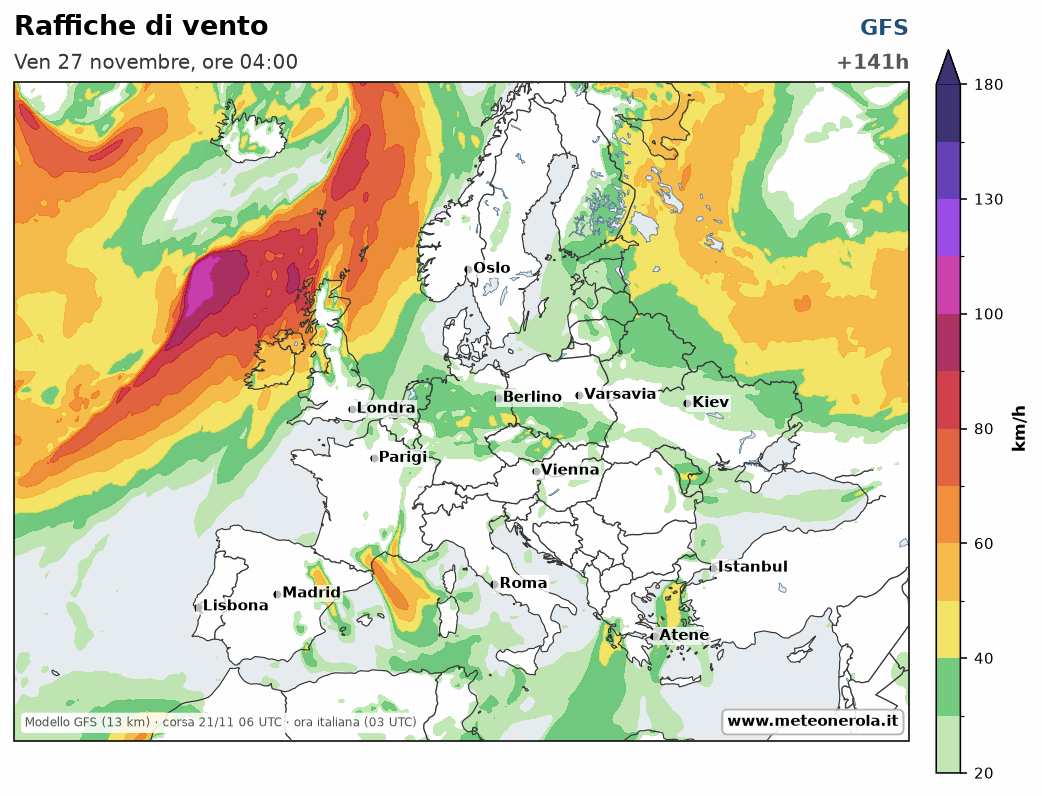 Raffiche di vento
GFS
Ven 27 novembre, ore 04:00
+141h
180
130
100
80
60
40
20
km/h
Oslo
Berlino
Varsavia
Kiev
Londra
Parigi
Vienna
Istanbul
Roma
Madrid
Lisbona
Atene
Modello GFS (13 km) · corsa 21/11 06 UTC · ora italiana (03 UTC)
www.meteonerola.it